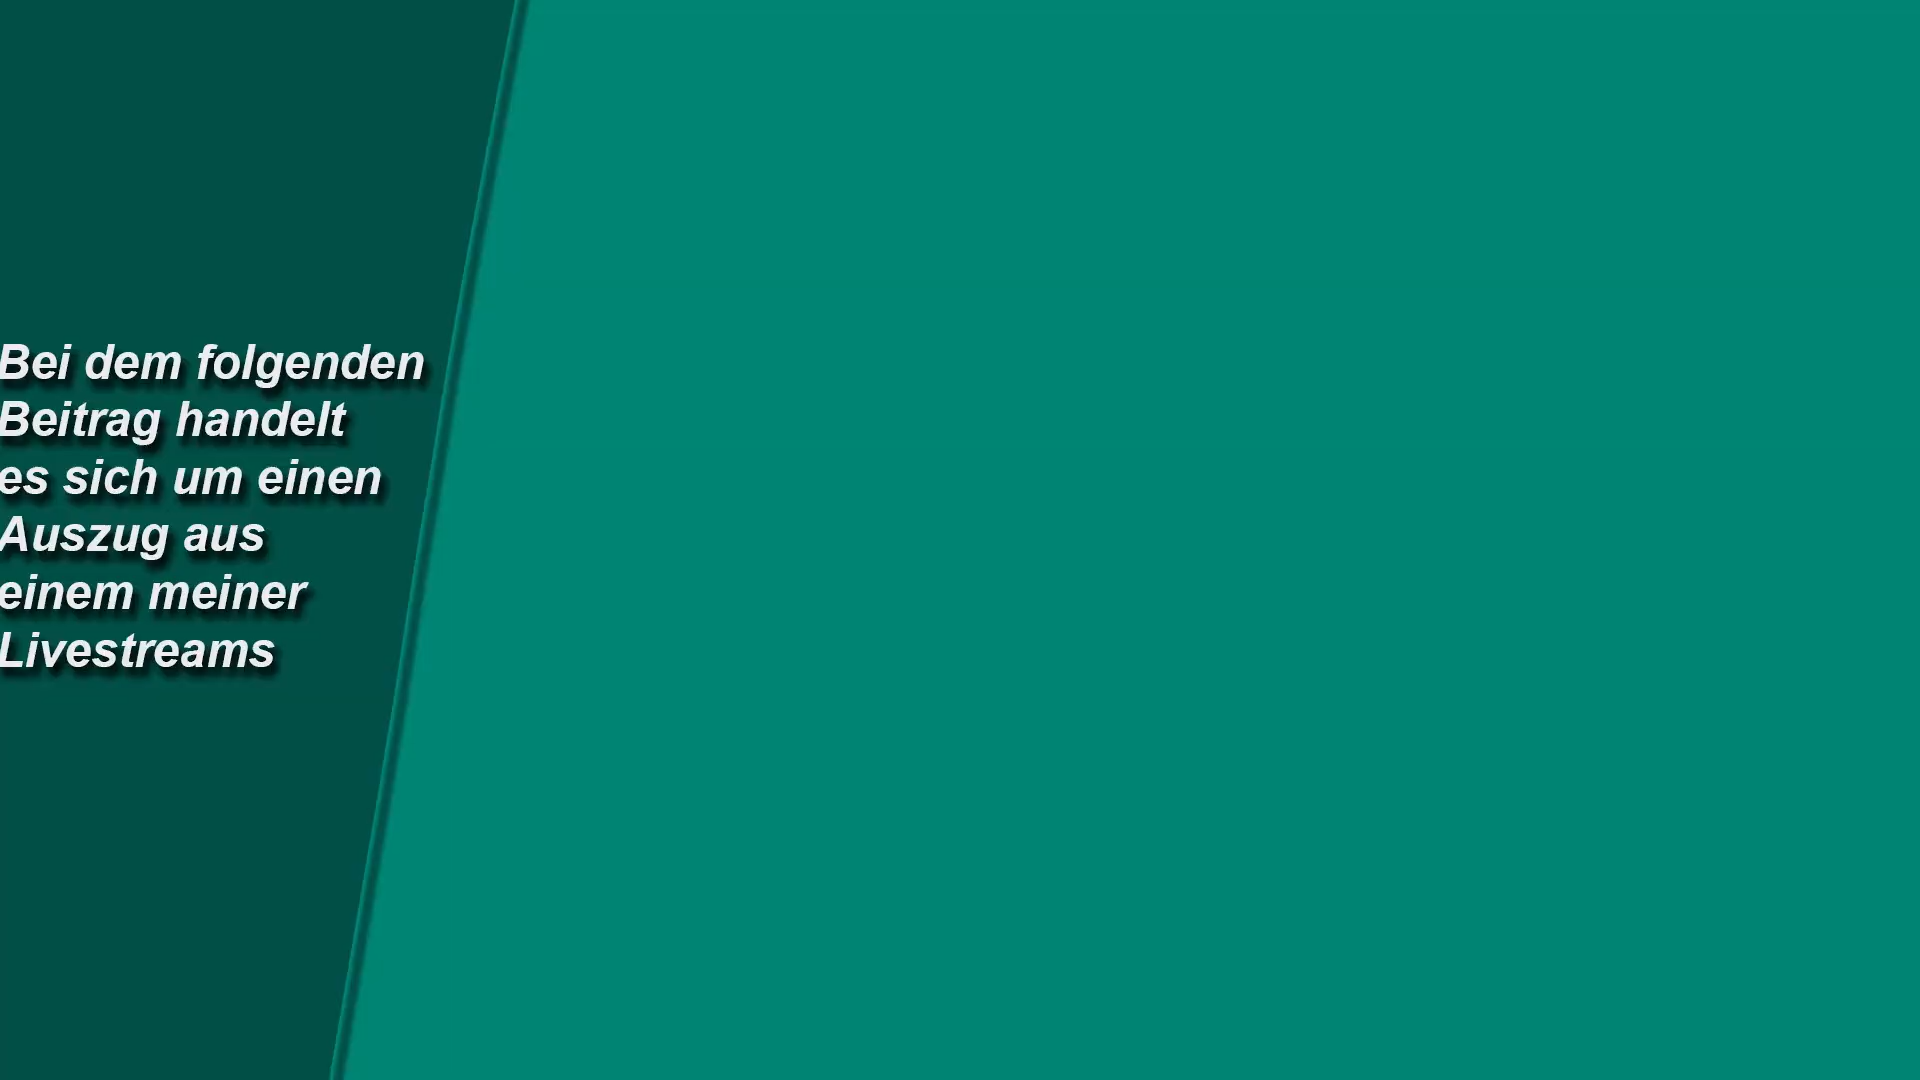 Bei dem folgenden
Beitrag handelt
es sich um einen
Auszug aus
einem meiner
Livestreams